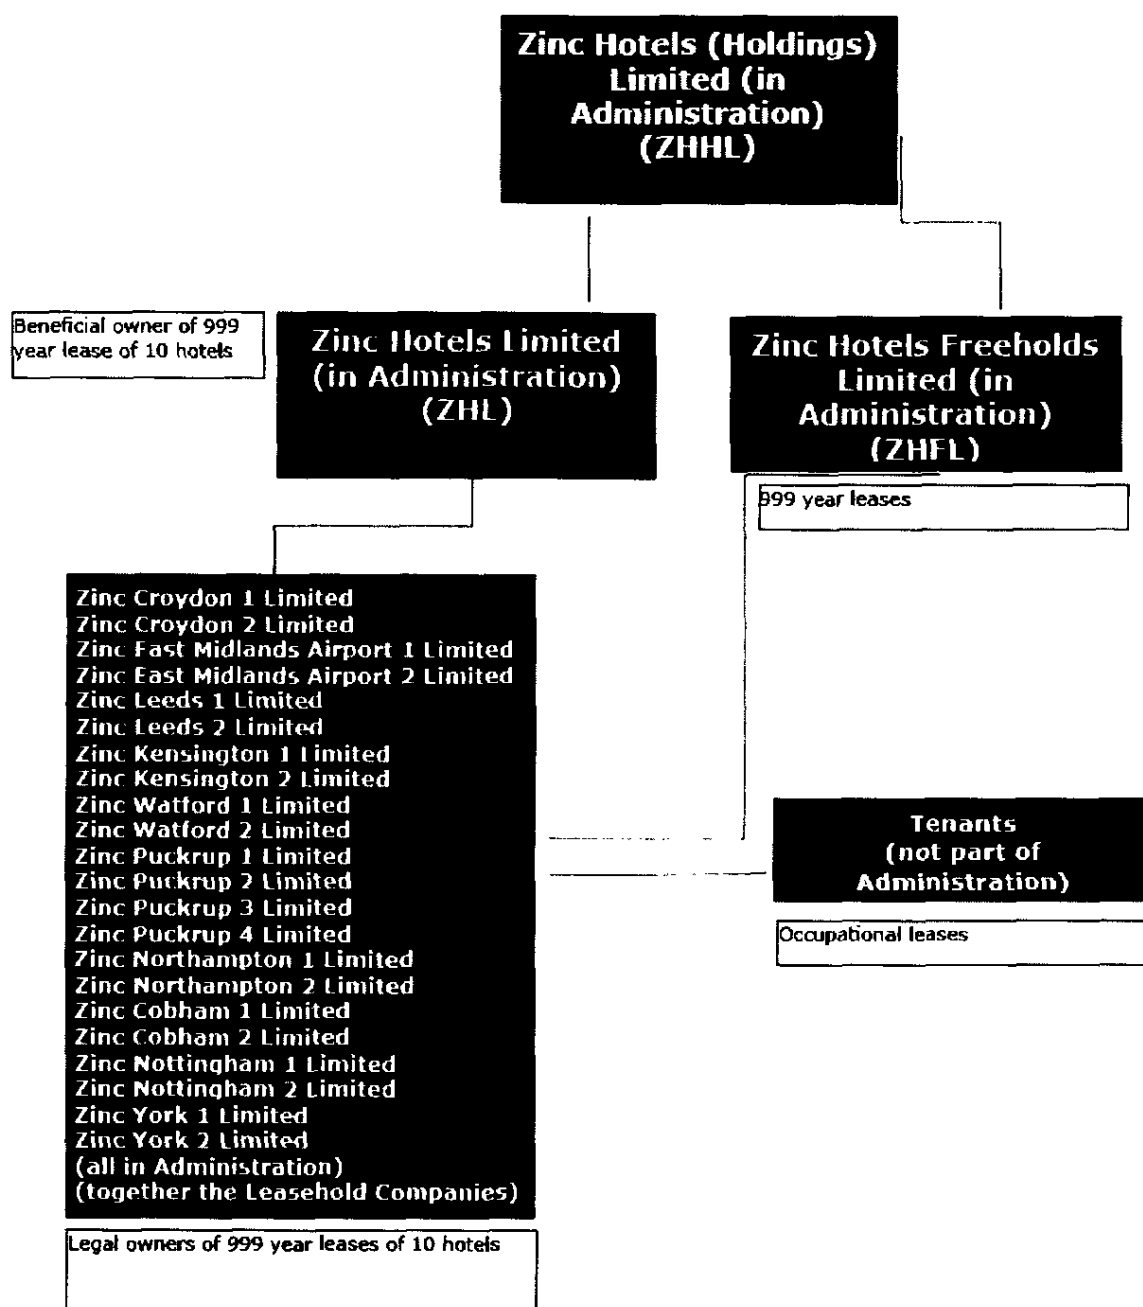 Zinc Hotels (Holdings)
Limited (in
Administration)
(ZHHL)
Beneficial owner of 999
year lease of 10 hotels
Zinc Hotels Limited
(in Administration)
(ZHL)
Zinc Hotels Freeholds
Limited (in
Administration)
(ZHFL)
999 year leases
Zinc Croydon 1 Limited
Zinc Croydon 2 Limited
Zinc East Midlands Airport 1 Limited
Zinc East Midlands Airport 2 Limited
Zinc Leeds 1 Limited
Zinc Leeds 2 Limited
Zinc Kensington 1 Limited
Zinc Kensington 2 Limited
Zinc Watford 1 Limited
Zinc Watford 2 Limited
Zinc Puckrup 1 Limited
Zinc Puckrup 2 Limited
Zinc Puckrup 3 Limited
Zinc Puckrup 4 Limited
Zinc Northampton 1 Limited
Zinc Northampton 2 Limited
Zinc Cobham 1 Limited
Zinc Cobham 2 Limited
Zinc Nottingham 1 Limited
Zinc Nottingham 2 Limited
Zinc York 1 Limited
Zinc York 2 Limited
(all in Administration)
(together the Leasehold Companies)
Tenants
(not part of
Administration)
Occupational leases
Legal owners of 999 year leases of 10 hotels